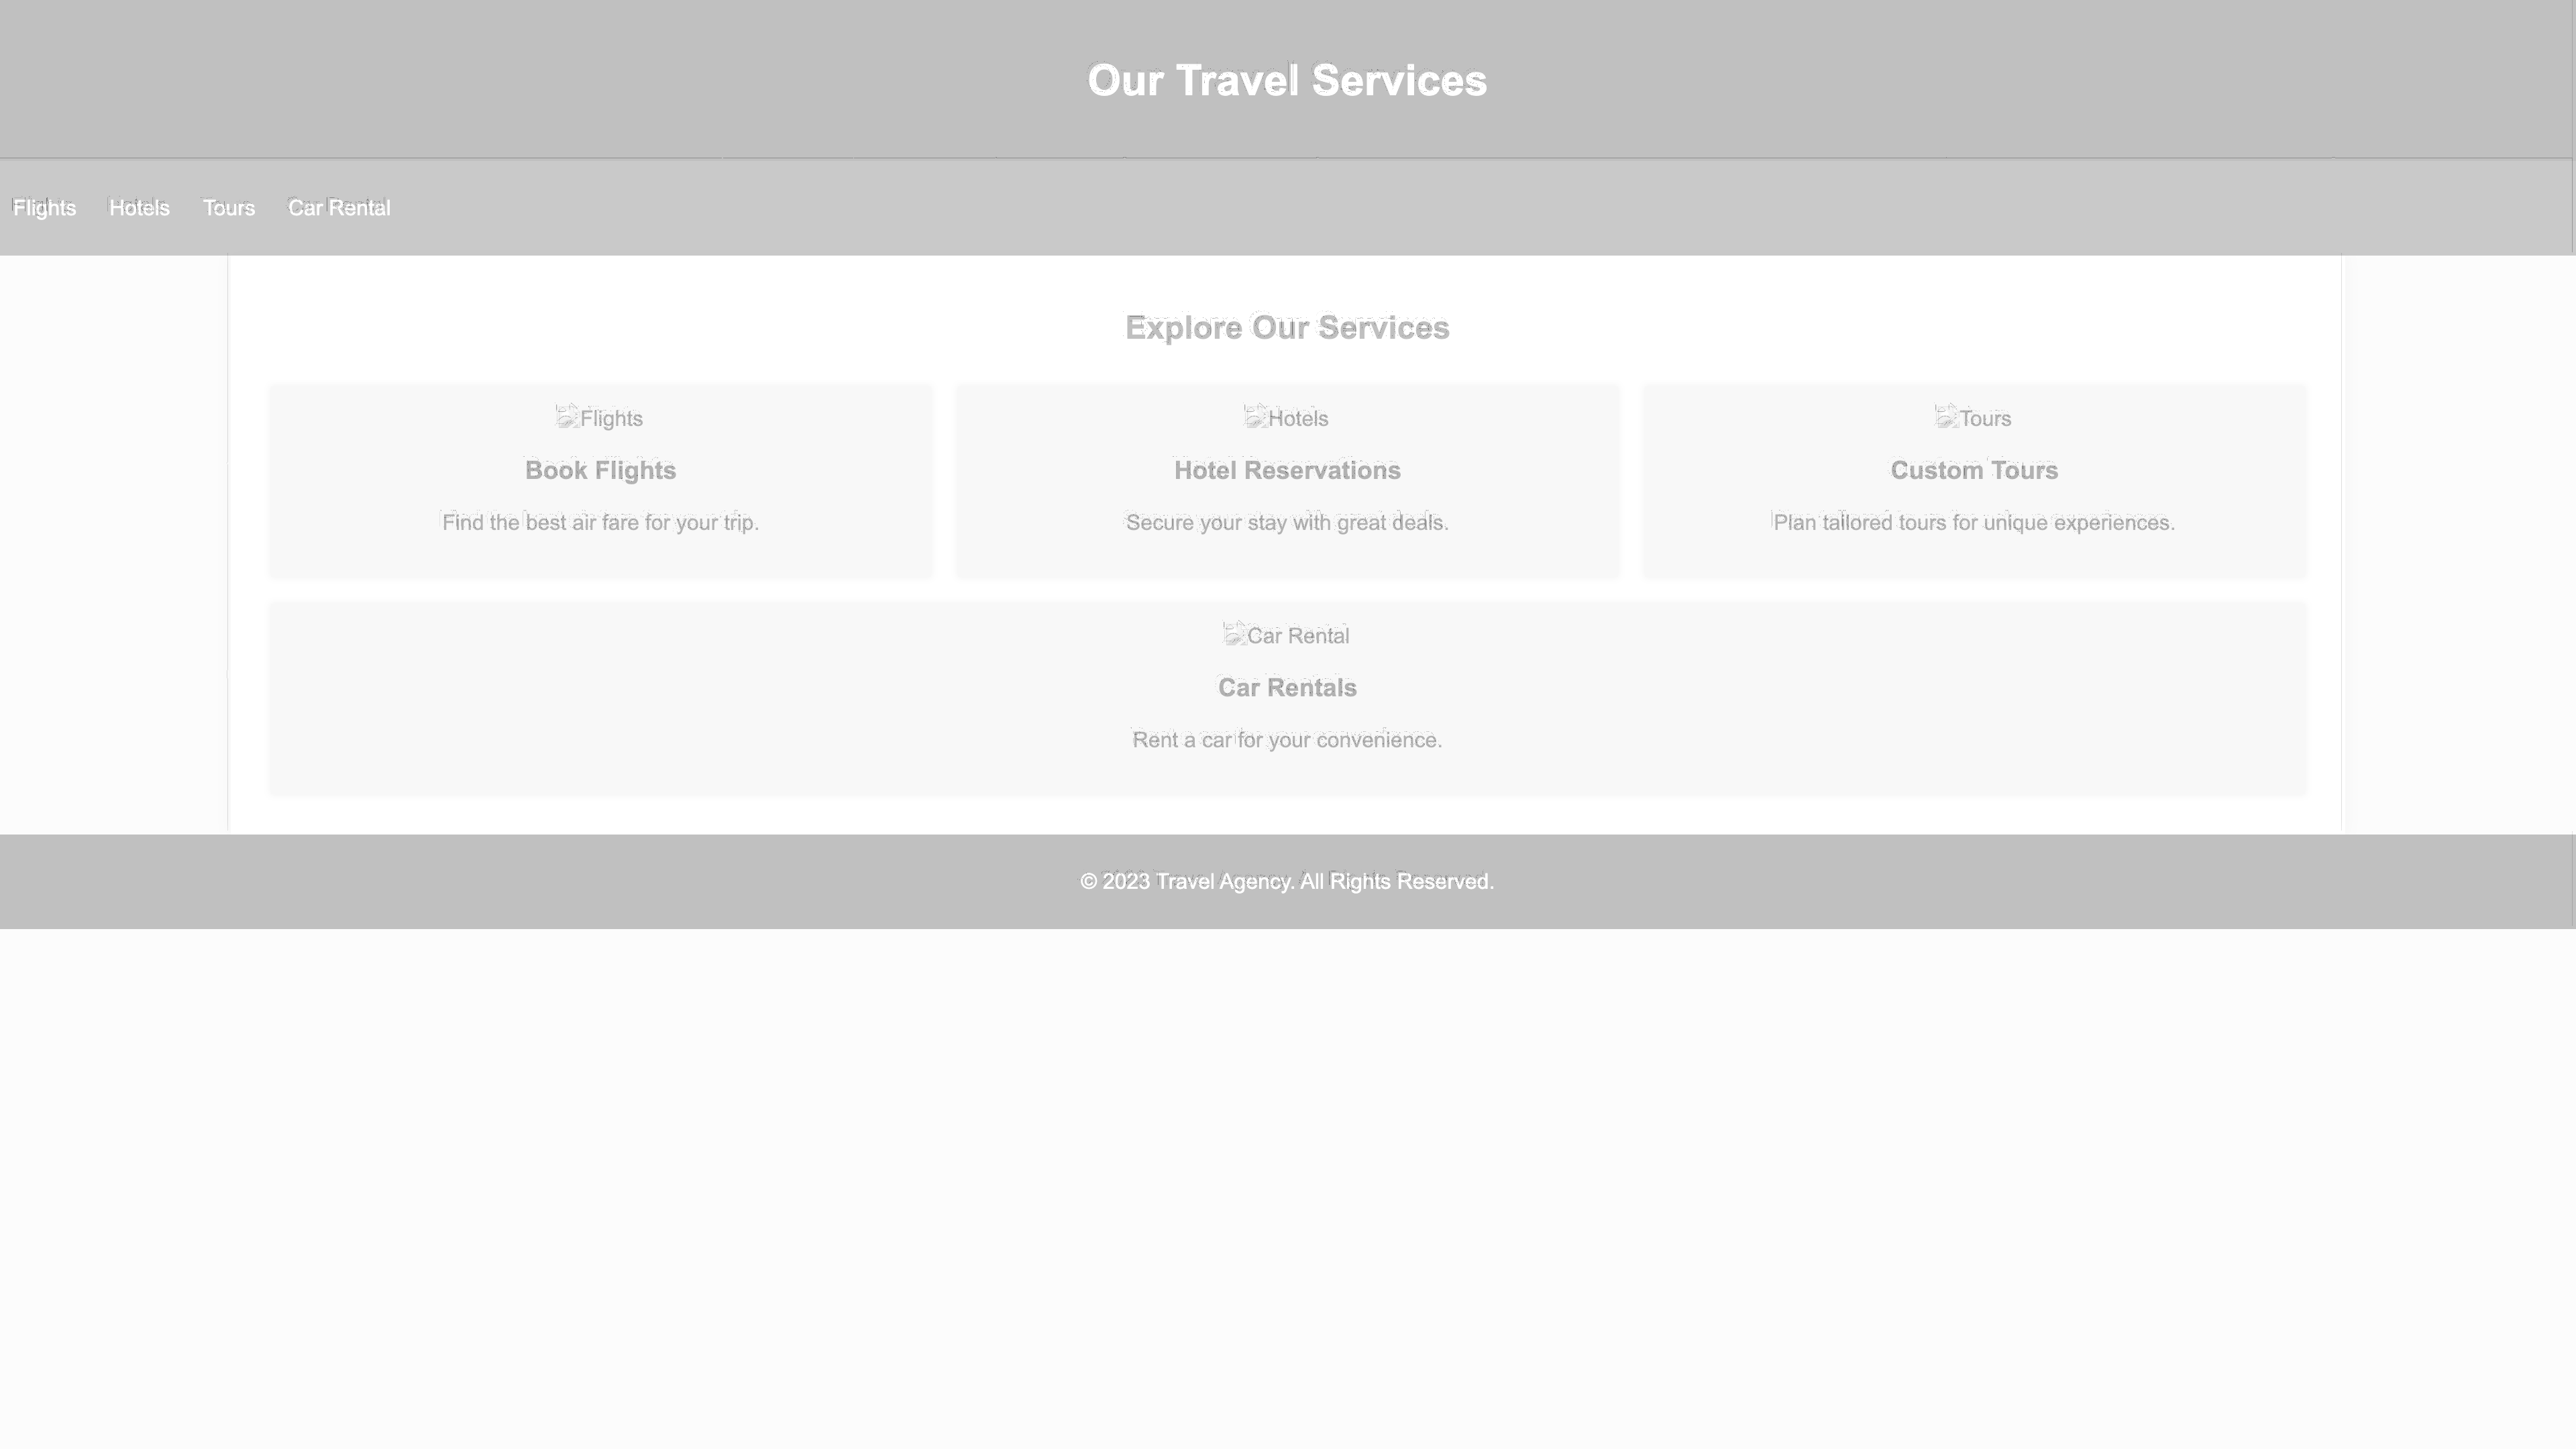 Our Travel Services
Flights Hotels Tours Car Rental
Explore Our Services
Flights
Book Flights
Find the best air fare for your trip.
Hotels
Hotel Reservations
Secure your stay with great deals.
Tours
Custom Tours
Plan tailored tours for unique experiences.
Car Rental
Car Rentals
Rent a car for your convenience.
© 2023 Travel Agency. All Rights Reserved.